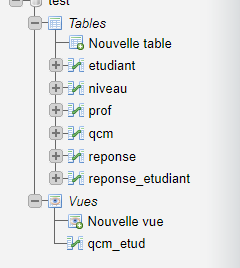 test
Tables
Nouvelle table
etudiant
niveau
prof
qcm
reponse
reponse_etudiant
Vues
Nouvelle vue
qcm_etud